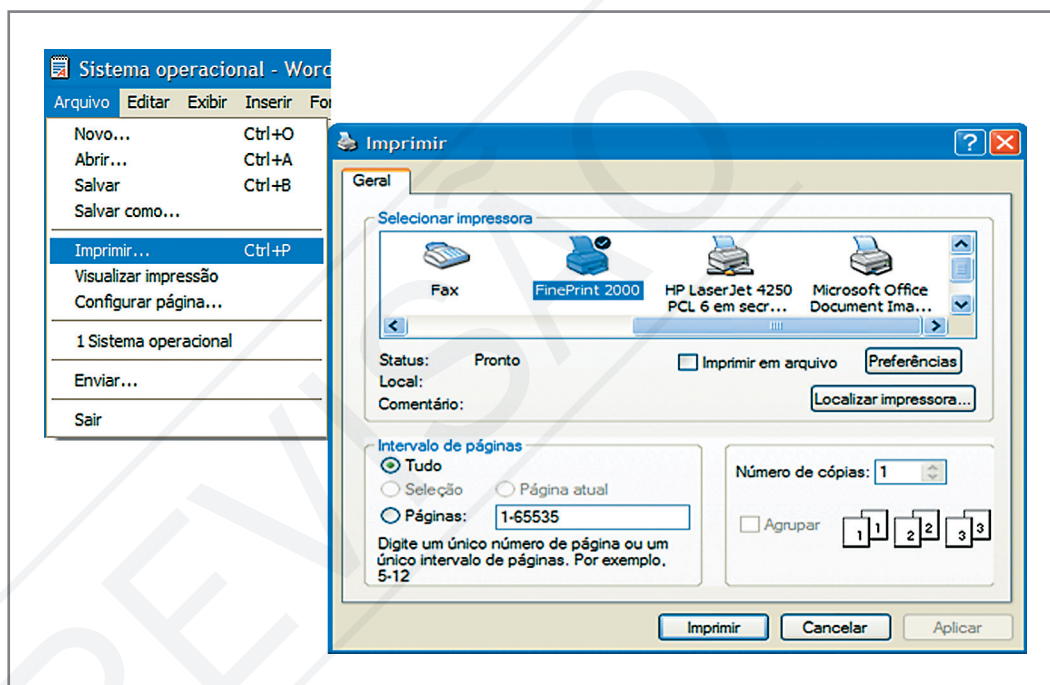 Sistema operacional - Word
Arquivo Editar Exibir Inserir For
Novo... Ctrl+O
Abrir... Ctrl+A
Salvar Ctrl+B
Salvar como...
Imprimir... Ctrl+P
Visualizar impressão
Configurar página...
1 Sistema operacional
Enviar...
Sair
Imprimir
Geral
Selecionar impressora
Fax
FinePrint 2000
HP LaserJet 4250
PCL 6 em secr...
Microsoft Office
Document Ima...
Status: Pronto
Local:
Comentário:
Imprimir em arquivo
Preferências
Localizar impressora...
Intervalo de páginas
Tudo
Seleção Página atual
Páginas: 1-65535
Digite um único número de página ou um
único intervalo de páginas. Por exemplo,
5-12
Número de cópias: 1
Agrupar
1 1 2 2 3 3
Imprimir Cancelar Aplicar
REVISÃO